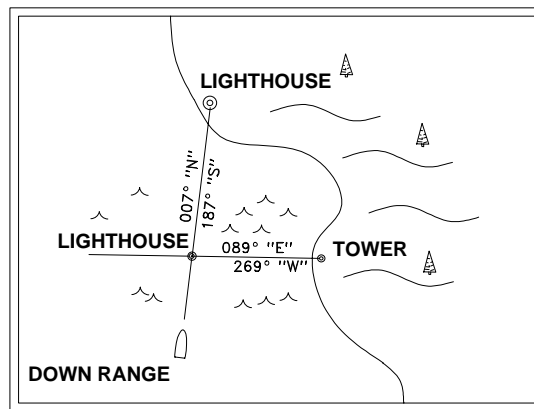 LIGHTHOUSE
007° "N"
187° "S"
LIGHTHOUSE
089° "E"
269° "W"
TOWER
DOWN RANGE